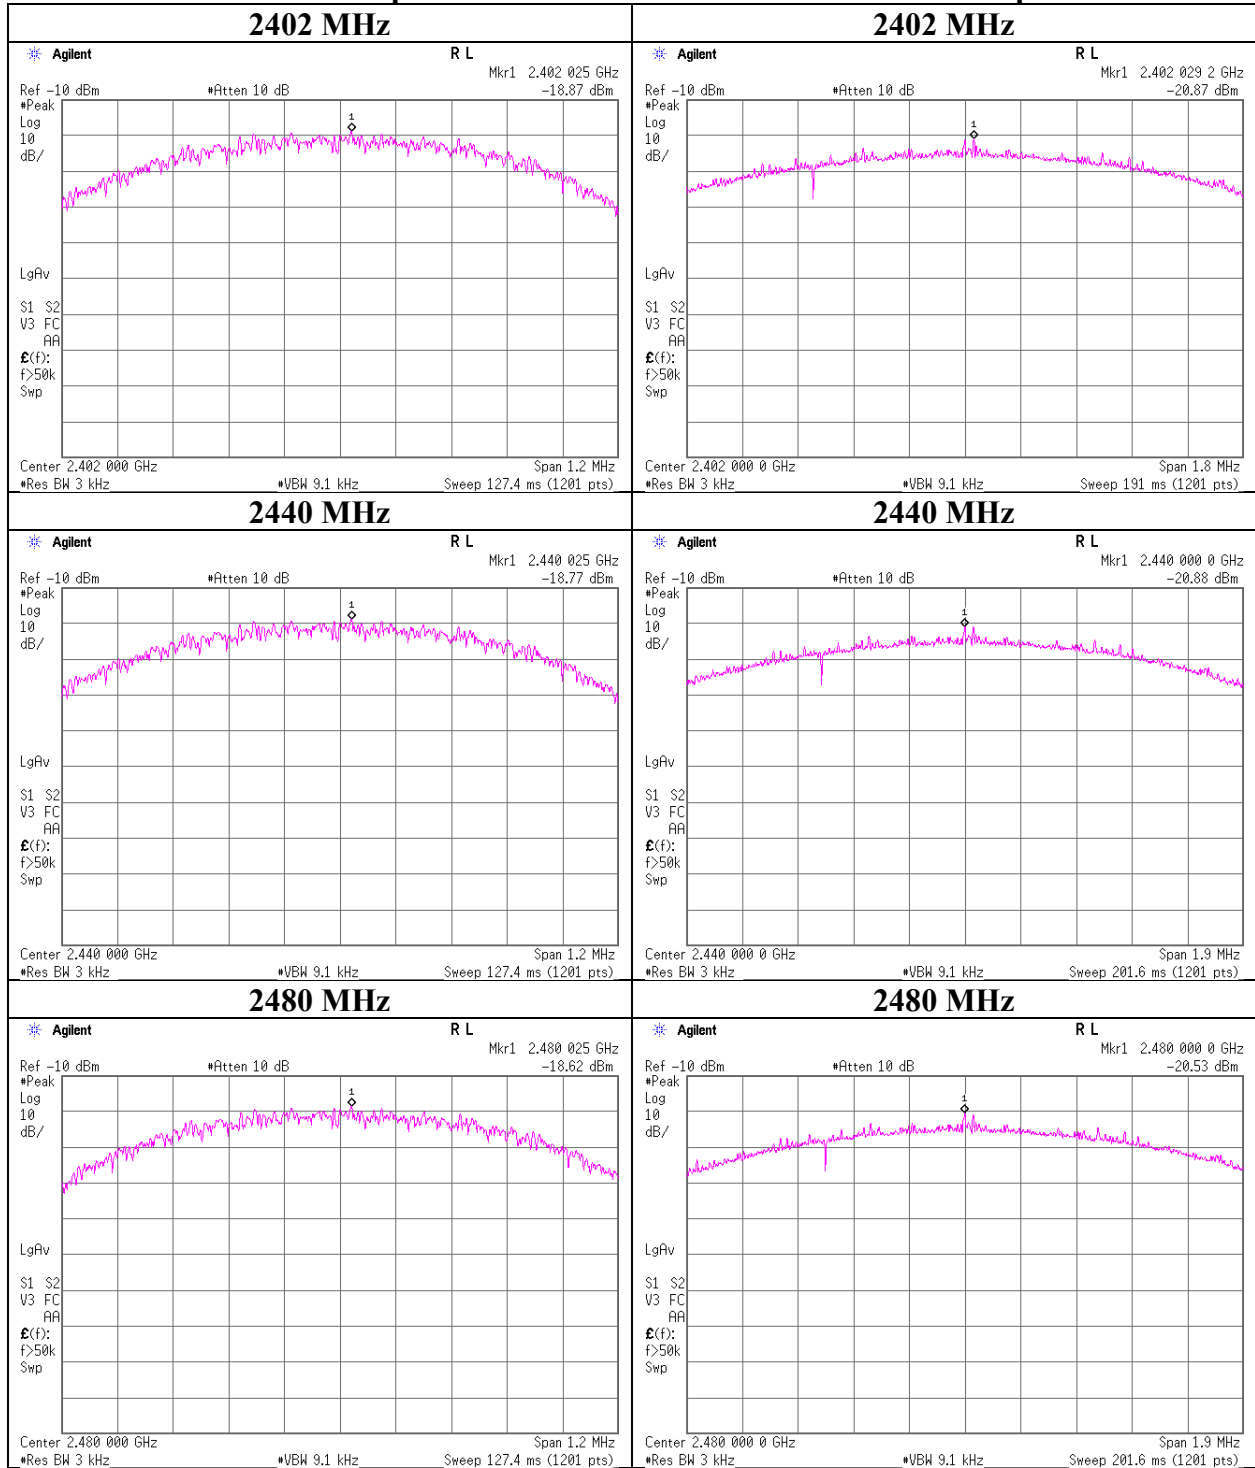 2402 MHz
2402 MHz
Agilent
R L
Mkr1 2.402 025 GHz
Ref -10 dBm
#Atten 10 dB
-18.87 dBm
#Peak
Log
10
dB/
1
LgAv
S1 S2
V3 FC
AA
£(f):
f>50k
Swp
Center 2.402 000 GHz
Span 1.2 MHz
#Res BW 3 kHz
#VBW 9.1 kHz
Sweep 127.4 ms (1201 pts)
Agilent
R L
Mkr1 2.402 029 2 GHz
Ref -10 dBm
#Atten 10 dB
-20.87 dBm
#Peak
Log
10
dB/
1
LgAv
S1 S2
V3 FC
AA
£(f):
f>50k
Swp
Center 2.402 000 0 GHz
Span 1.8 MHz
#Res BW 3 kHz
#VBW 9.1 kHz
Sweep 191 ms (1201 pts)
2440 MHz
2440 MHz
Agilent
R L
Mkr1 2.440 025 GHz
Ref -10 dBm
#Atten 10 dB
-18.77 dBm
#Peak
Log
10
dB/
1
LgAv
S1 S2
V3 FC
AA
£(f):
f>50k
Swp
Center 2.440 000 GHz
Span 1.2 MHz
#Res BW 3 kHz
#VBW 9.1 kHz
Sweep 127.4 ms (1201 pts)
Agilent
R L
Mkr1 2.440 000 0 GHz
Ref -10 dBm
#Atten 10 dB
-20.88 dBm
#Peak
Log
10
dB/
1
LgAv
S1 S2
V3 FC
AA
£(f):
f>50k
Swp
Center 2.440 000 0 GHz
Span 1.9 MHz
#Res BW 3 kHz
#VBW 9.1 kHz
Sweep 201.6 ms (1201 pts)
2480 MHz
2480 MHz
Agilent
R L
Mkr1 2.480 025 GHz
Ref -10 dBm
#Atten 10 dB
-18.62 dBm
#Peak
Log
10
dB/
1
LgAv
S1 S2
V3 FC
AA
£(f):
f>50k
Swp
Center 2.480 000 GHz
Span 1.2 MHz
#Res BW 3 kHz
#VBW 9.1 kHz
Sweep 127.4 ms (1201 pts)
Agilent
R L
Mkr1 2.480 000 0 GHz
Ref -10 dBm
#Atten 10 dB
-20.53 dBm
#Peak
Log
10
dB/
1
LgAv
S1 S2
V3 FC
AA
£(f):
f>50k
Swp
Center 2.480 000 0 GHz
Span 1.9 MHz
#Res BW 3 kHz
#VBW 9.1 kHz
Sweep 201.6 ms (1201 pts)